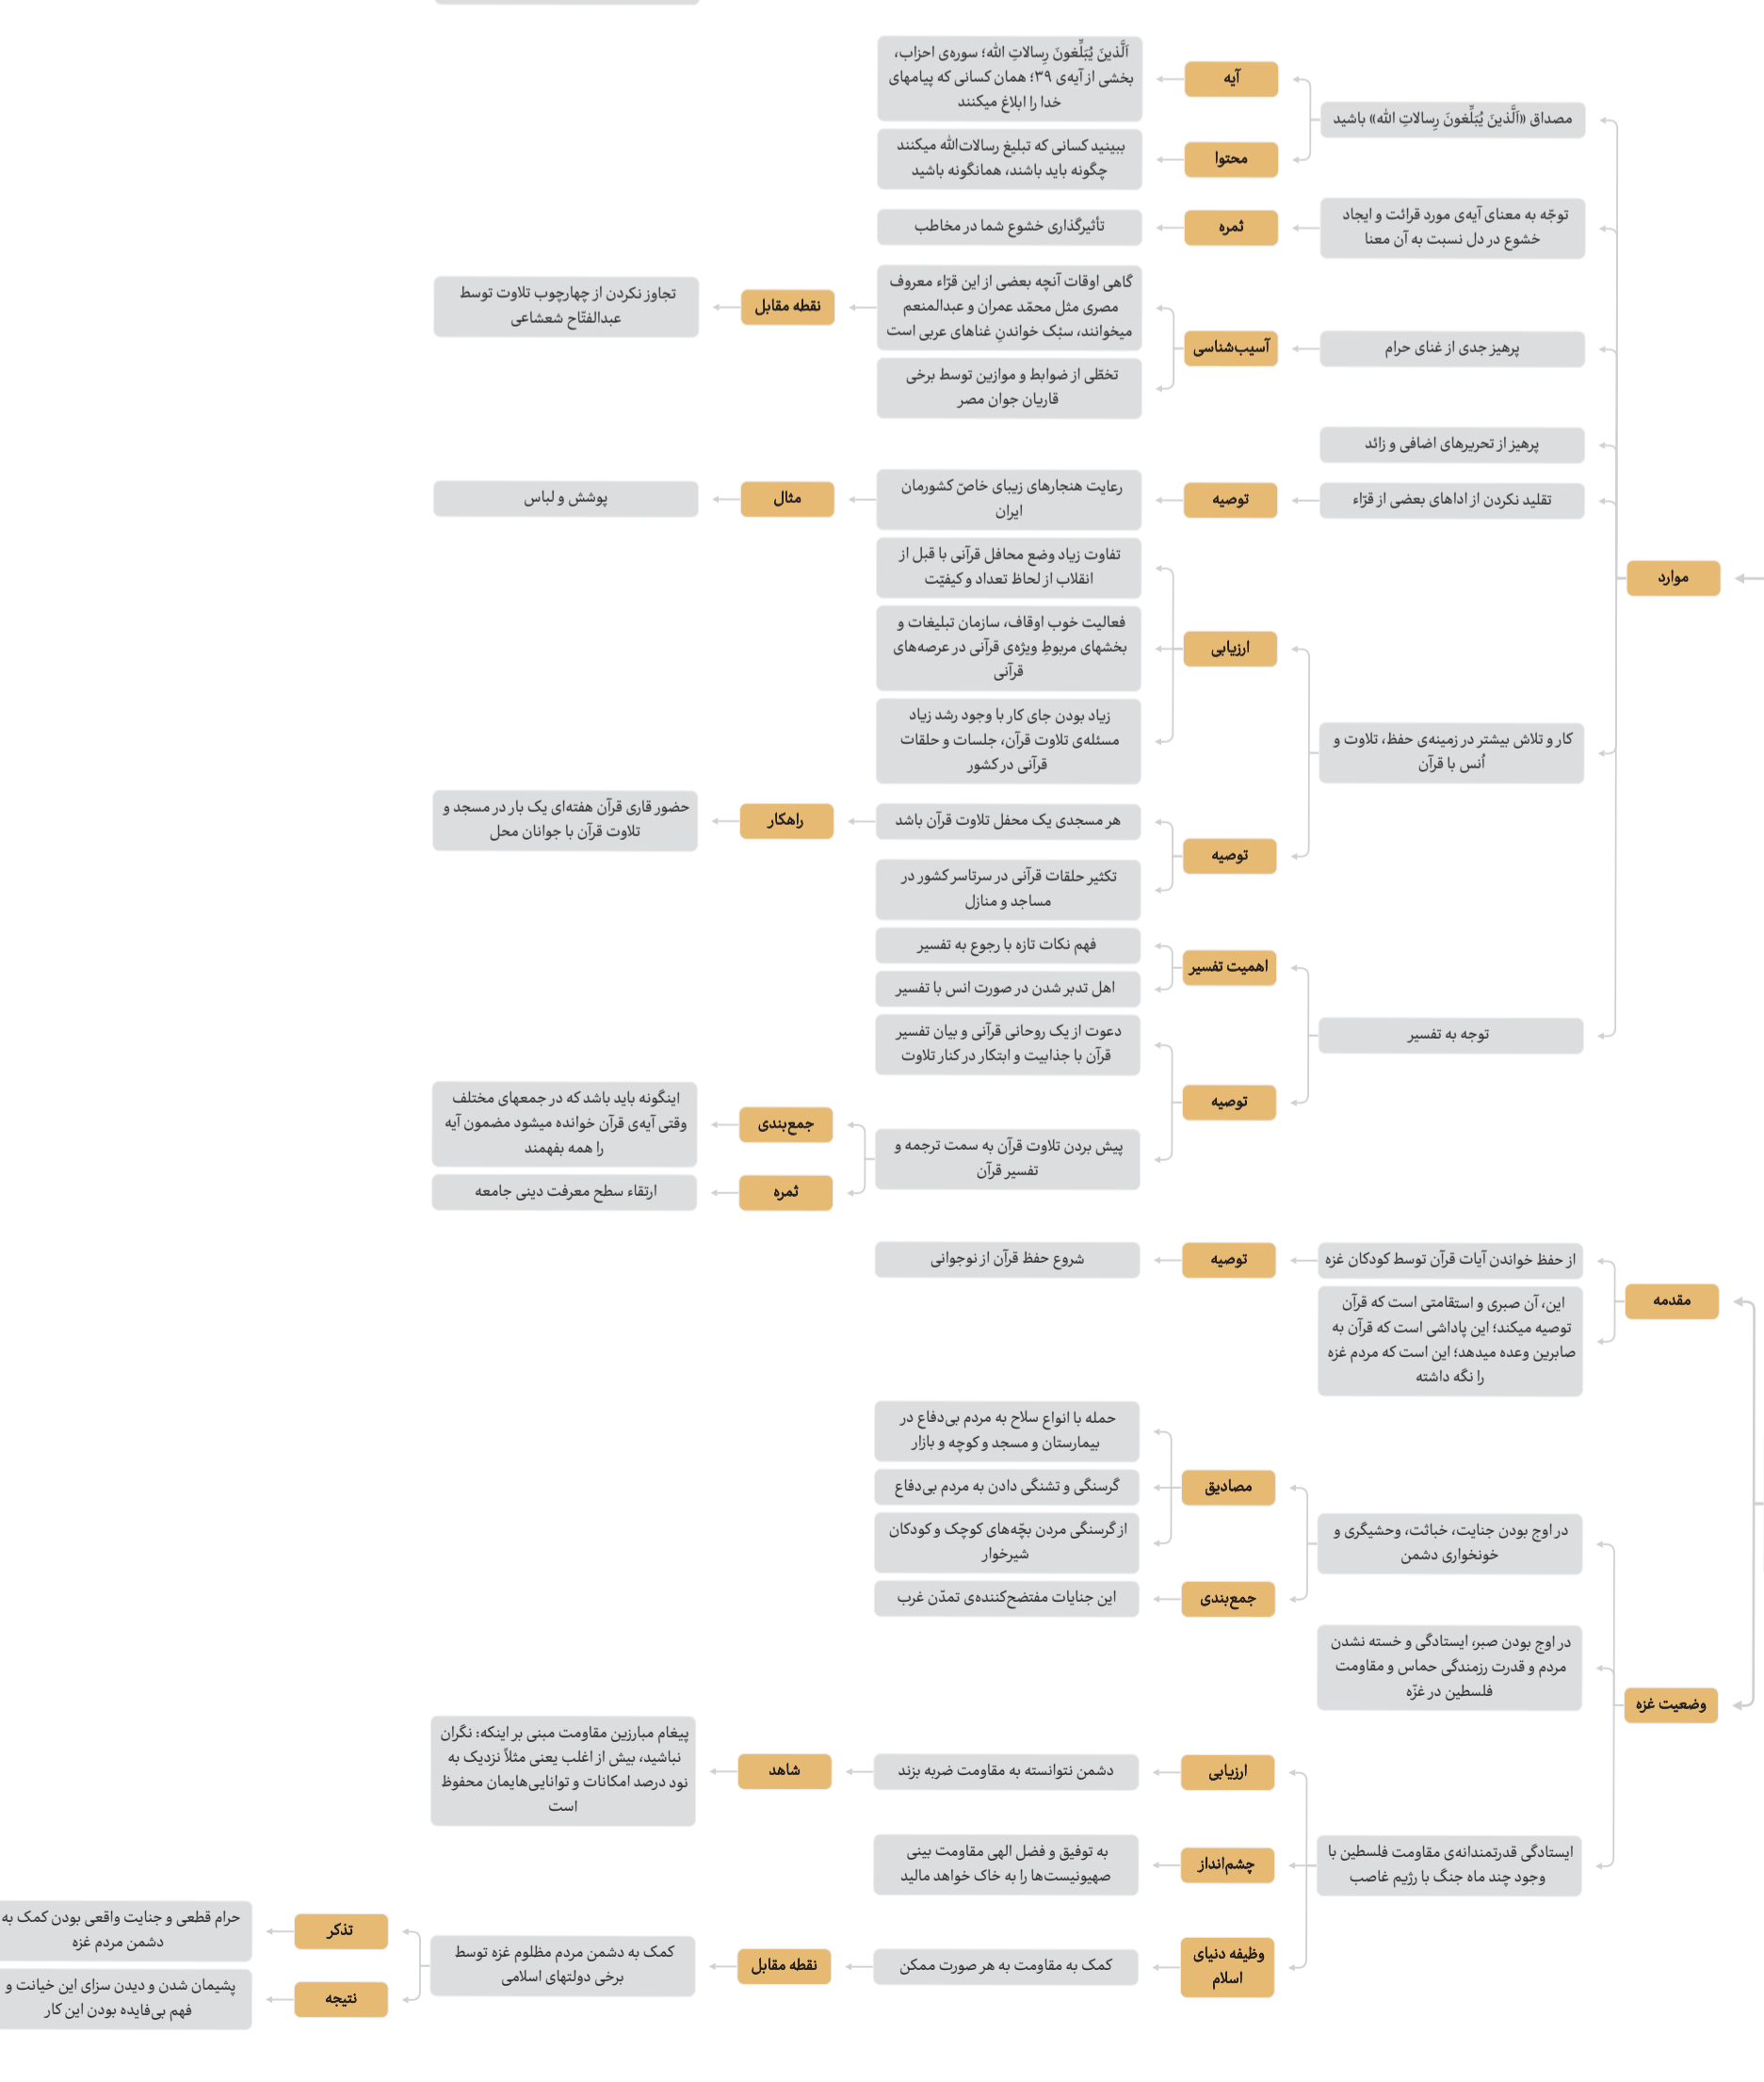 موارد
مصداق «اَلَّذینَ یُبَلِّغونَ رِسالاتِ الله» باشید
آیه
اَلَّذینَ یُبَلِّغونَ رِسالاتِ الله؛ سوره‌ی احزاب،
بخشی از آیه‌ی ۳۹؛ همان کسانی که پیامهای
خدا را ابلاغ میکنند
محتوا
ببینید کسانی که تبلیغ رسالات‌الله میکنند
چگونه باید باشند، همانگونه باشید
توجّه به معنای آیه‌ی مورد قرائت و ایجاد
خشوع در دل نسبت به آن معنا
ثمره
تأثیرگذاری خشوع شما در مخاطب
پرهیز جدی از غنای حرام
آسیب‌شناسی
گاهی اوقات آنچه بعضی از این قرّاء معروف
مصری مثل محمّد عمران و عبدالمنعم
میخوانند، سبْک خواندنِ غناهای عربی است
نقطه مقابل
تجاوز نکردن از چهارچوب تلاوت توسط
عبدالفتّاح شعشاعی
تخطّی از ضوابط و موازین توسط برخی
قاریان جوان مصر
پرهیز از تحریرهای اضافی و زائد
تقلید نکردن از اداهای بعضی از قرّاء
توصیه
رعایت هنجارهای زیبای خاصّ کشورمان
ایران
مثال
پوشش و لباس
کار و تلاش بیشتر در زمینه‌ی حفظ، تلاوت و
اُنس با قرآن
ارزیابی
تفاوت زیاد وضع محافل قرآنی با قبل از
انقلاب از لحاظ تعداد و کیفیّت
فعالیت خوب اوقاف، سازمان تبلیغات و
بخشهای مربوطِ ویژه‌ی قرآنی در عرصه‌های
قرآنی
زیاد بودن جای کار با وجود رشد زیاد
مسئله‌ی تلاوت قرآن، جلسات و حلقات
قرآنی در کشور
توصیه
هر مسجدی یک محفل تلاوت قرآن باشد
راهکار
حضور قاری قرآن هفته‌ای یک بار در مسجد و
تلاوت قرآن با جوانان محل
تکثیر حلقات قرآنی در سرتاسر کشور در
مساجد و منازل
توجه به تفسیر
اهمیت تفسیر
فهم نکات تازه با رجوع به تفسیر
اهل تدبر شدن در صورت انس با تفسیر
توصیه
دعوت از یک روحانی قرآنی و بیان تفسیر
قرآن با جذابیت و ابتکار در کنار تلاوت
پیش بردن تلاوت قرآن به سمت ترجمه و
تفسیر قرآن
جمع‌بندی
اینگونه باید باشد که در جمعهای مختلف
وقتی آیه‌ی قرآن خوانده میشود مضمون آیه
را همه بفهمند
ثمره
ارتقاء سطح معرفت دینی جامعه
مقدمه
از حفظ خواندن آیات قرآن توسط کودکان غزه
توصیه
شروع حفظ قرآن از نوجوانی
این، آن صبری و استقامتی است که قرآن
توصیه میکند؛ این پاداشی است که قرآن به
صابرین وعده میدهد؛ این است که مردم غزه
را نگه داشته
وضعیت غزه
در اوج بودن جنایت، خباثت، وحشیگری و
خونخواری دشمن
مصادیق
حمله با انواع سلاح به مردم بی‌دفاع در
بیمارستان و مسجد و کوچه و بازار
گرسنگی و تشنگی دادن به مردم بی‌دفاع
از گرسنگی مردن بچّه‌های کوچک و کودکان
شیرخوار
جمع‌بندی
این جنایات مفتضح‌کننده‌ی تمدّن غرب
در اوج بودن صبر، ایستادگی و خسته نشدن
مردم و قدرت رزمندگی حماس و مقاومت
فلسطین در غزّه
ایستادگی قدرتمندانه‌ی مقاومت فلسطین با
وجود چند ماه جنگ با رژیم غاصب
ارزیابی
دشمن نتوانسته به مقاومت ضربه بزند
شاهد
پیغام مبارزین مقاومت مبنی بر اینکه: نگران
نباشید، بیش از اغلب یعنی مثلاً نزدیک به
نود درصد امکانات و توانایی‌هایمان محفوظ
است
چشم‌انداز
به توفیق و فضل الهی مقاومت بینی
صهیونیست‌ها را به خاک خواهد مالید
وظیفه دنیای
اسلام
کمک به مقاومت به هر صورت ممکن
نقطه مقابل
کمک به دشمن مردم مظلوم غزه توسط
برخی دولتهای اسلامی
تذکر
حرام قطعی و جنایت واقعی بودن کمک به
دشمن مردم غزه
نتیجه
پشیمان شدن و دیدن سزای این خیانت و
فهم بی‌فایده بودن این کار